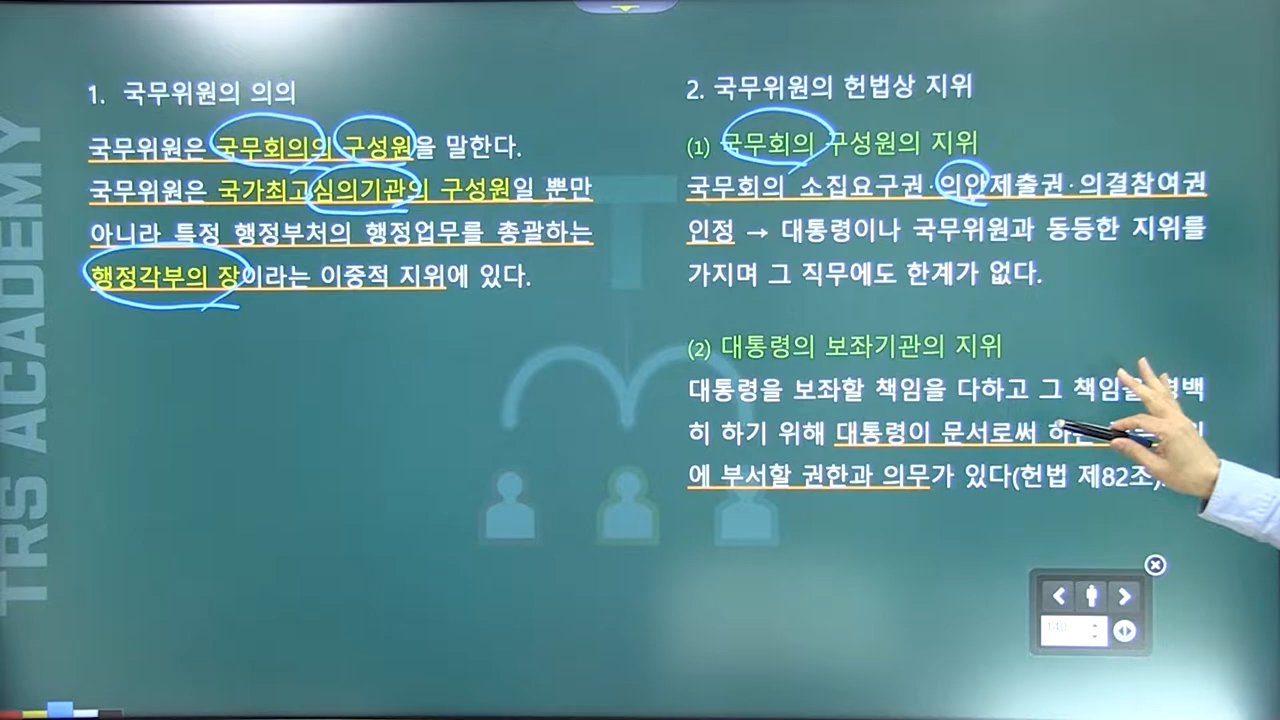 TRS ACADEMY
1. 국무위원의 의의
국무위원은 국무회의의 구성원을 말한다.
국무위원은 국가최고심의기관의 구성원일 뿐만
아니라 특정 행정부처의 행정업무를 총괄하는
행정각부의 장이라는 이중적 지위에 있다.
2. 국무위원의 헌법상 지위
(1) 국무회의 구성원의 지위
국무회의 소집요구권·의안제출권·의결참여권
인정 → 대통령이나 국무위원과 동등한 지위를
가지며 그 직무에도 한계가 없다.
(2) 대통령의 보좌기관의 지위
대통령을 보좌할 책임을 다하고 그 책임을 명백
히 하기 위해 대통령이 문서로써 하는
에 부서할 권한과 의무가 있다(헌법 제82조).
140